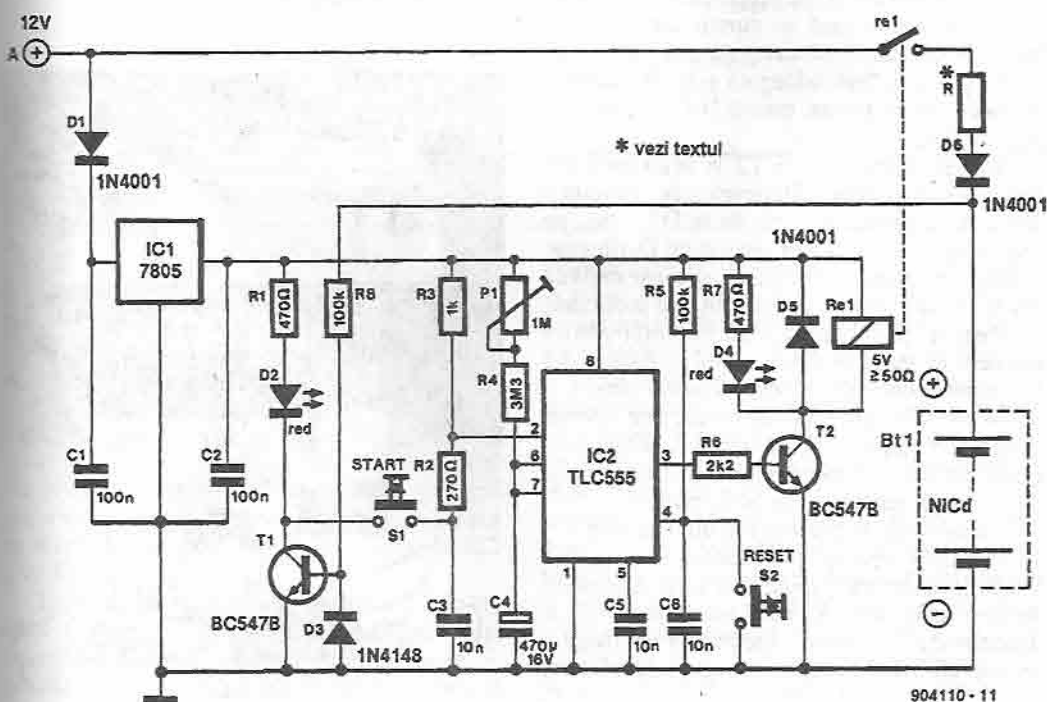 12V
A
re1
*
R
D6
D1
* vezi textul
1N4001
1N4001
IC1
7805
1N4001
R1
470Ω
R8
100k
R3
1k
P1
1M
R5
100k
R7
470Ω
D5
Re1
5V
≥50Ω
D2
red
R4
3M3
D4
red
8
T2
Bt1
C1
100n
C2
100n
START
S1
R2
270Ω
2
6
7
IC2
TLC555
3
4
R6
2k2
BC547B
NiCd
T1
BC547B
D3
1N4148
RESET
S2
1
5
C3
10n
C4
470µ
16V
C5
10n
C6
10n
904110 - 11